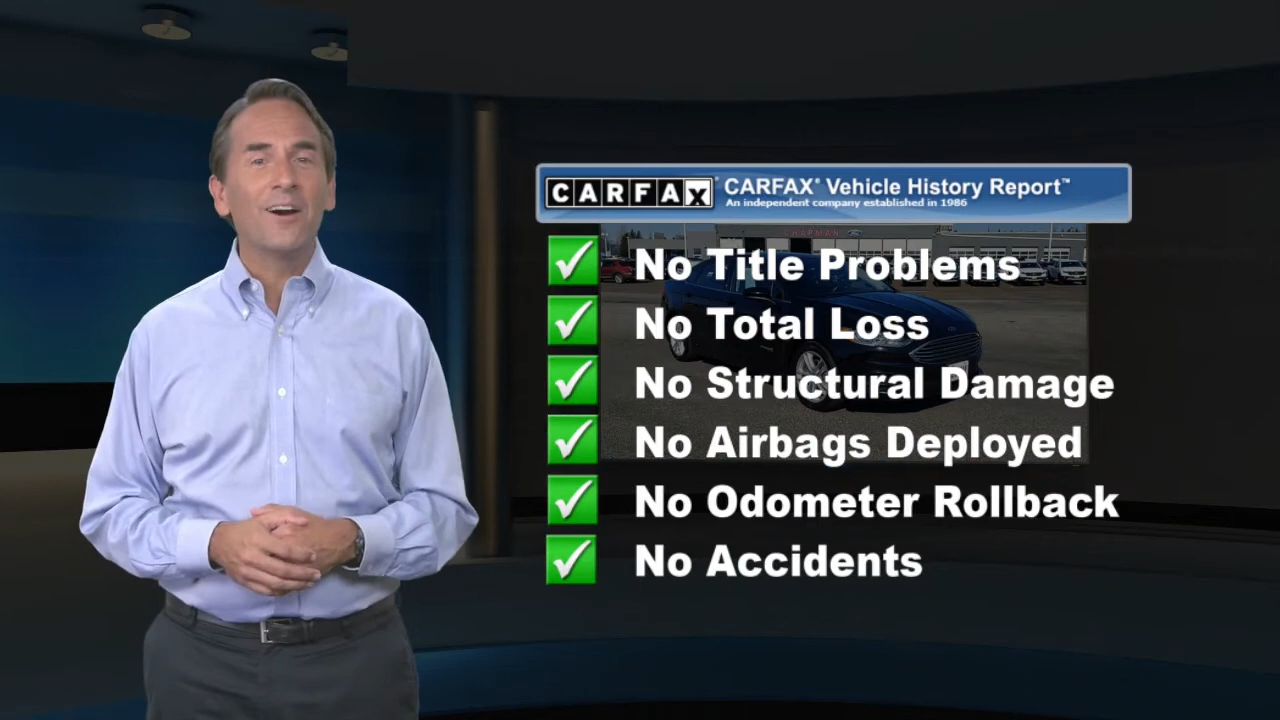 CARFAX
CARFAX® Vehicle History Report™
An independent company established in 1986
CHAPMAN
No Title Problems
No Total Loss
No Structural Damage
No Airbags Deployed
No Odometer Rollback
No Accidents